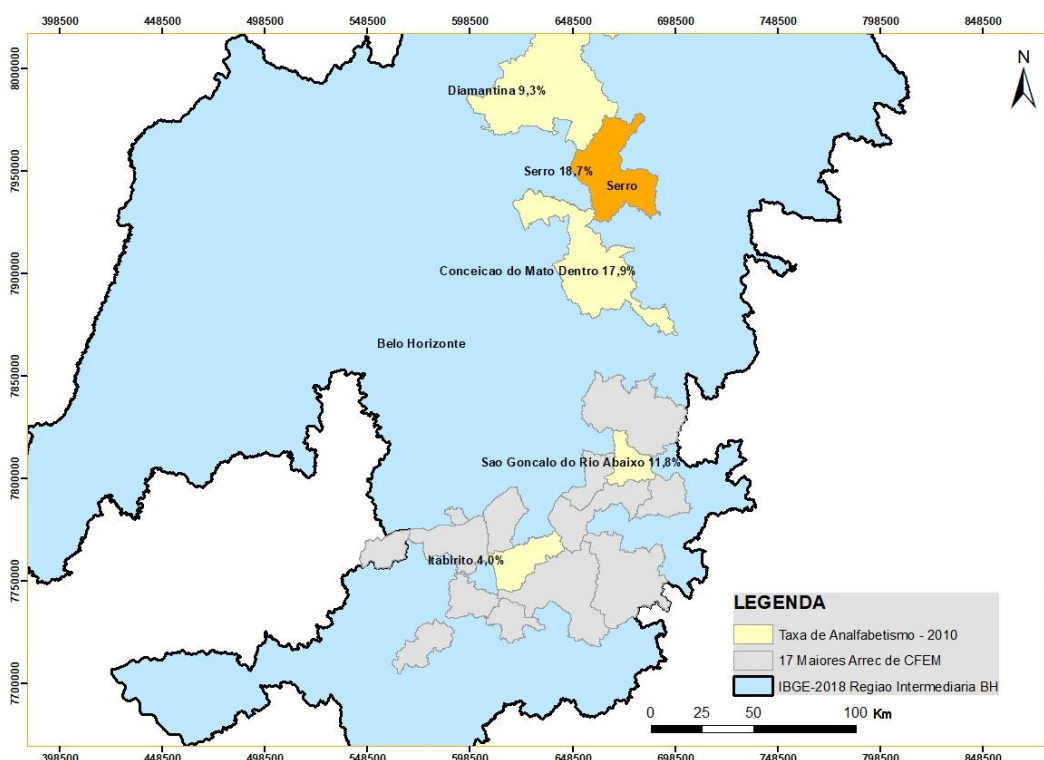 398500 448500 498500 548500 598500 648500 698500 748500 798500 848500
8000000
7950000
7900000
7850000
7800000
7750000
7700000
N
Diamantina 9,3%
Serro 18,7%
Serro
Conceicao do Mato Dentro 17,9%
Belo Horizonte
Sao Goncalo do Rio Abaixo 11,8%
Itabirito 4,0%
LEGENDA
Taxa de Analfabetismo - 2010
17 Maiores Arrec de CFEM
IBGE-2018 Regiao Intermediaria BH
0 25 50 100 Km
398500 448500 498500 548500 598500 648500 698500 748500 798500 848500